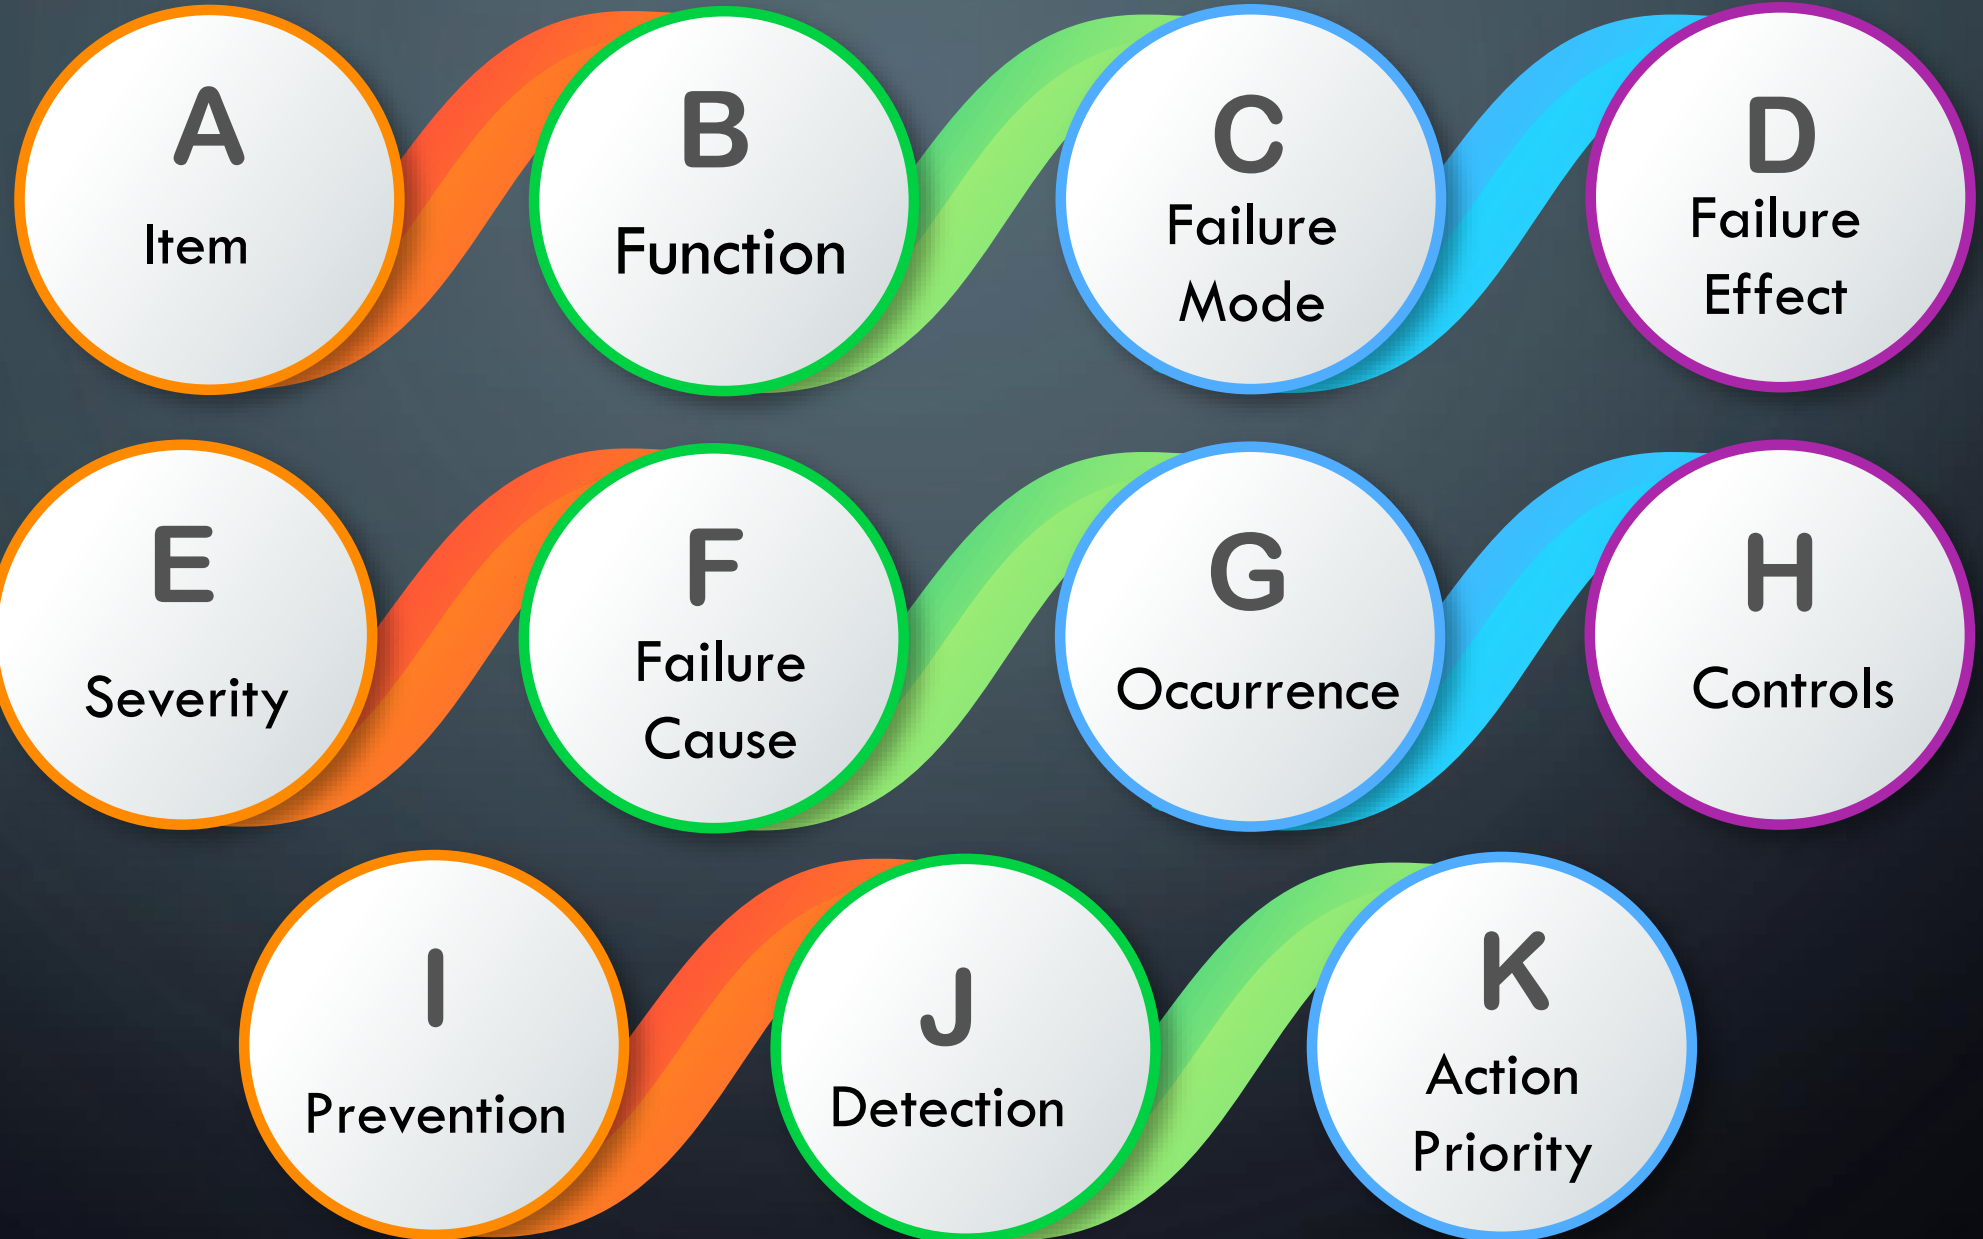 A
Item
B
Function
C
Failure
Mode
D
Failure
Effect
E
Severity
F
Failure
Cause
G
Occurrence
H
Controls
I
Prevention
J
Detection
K
Action
Priority